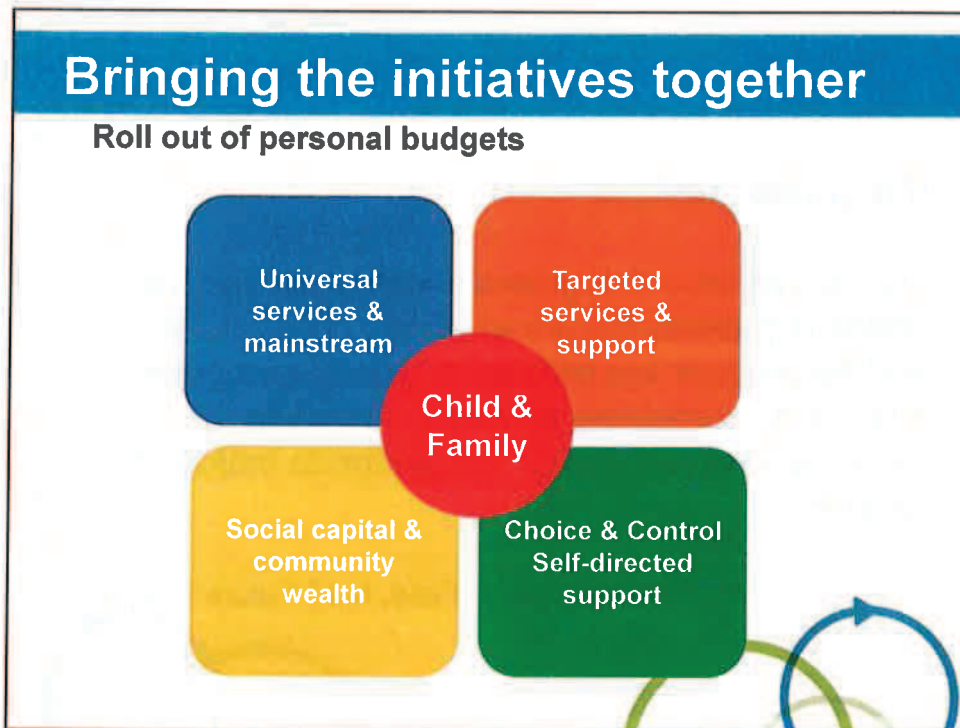 Bringing the initiatives together
Roll out of personal budgets
Universal
services &
mainstream
Targeted
services &
support
Child &
Family
Social capital &
community
wealth
Choice & Control
Self-directed
support